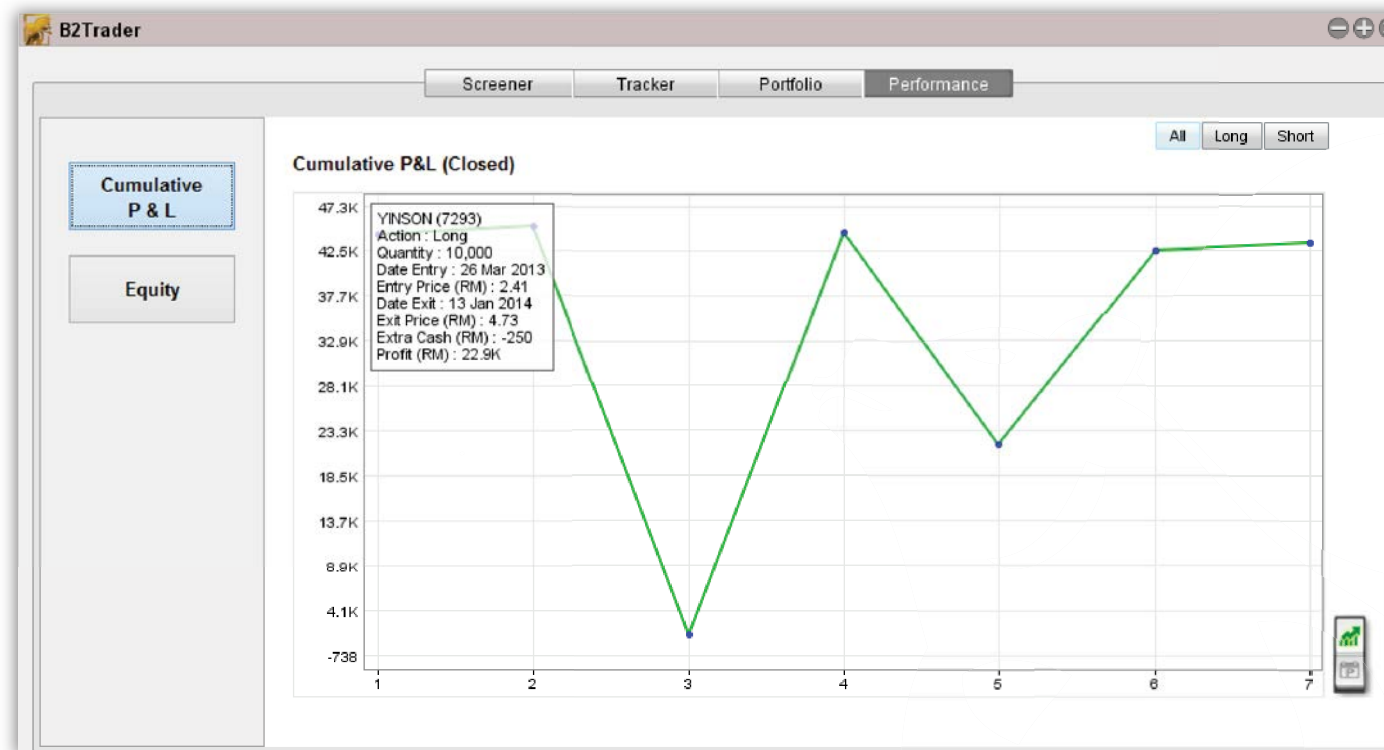 B2Trader
Screener
Tracker
Portfolio
Performance
All
Long
Short
Cumulative
P & L
Equity
Cumulative P&L (Closed)
47.3K
42.5K
37.7K
32.9K
28.1K
23.3K
18.5K
13.7K
8.9K
4.1K
-738
YINSON (7293)
Action : Long
Quantity : 10,000
Date Entry : 26 Mar 2013
Entry Price (RM) : 2.41
Date Exit : 13 Jan 2014
Exit Price (RM) : 4.73
Extra Cash (RM) : -250
Profit (RM) : 22.9K
1 2 3 4 5 6 7
P